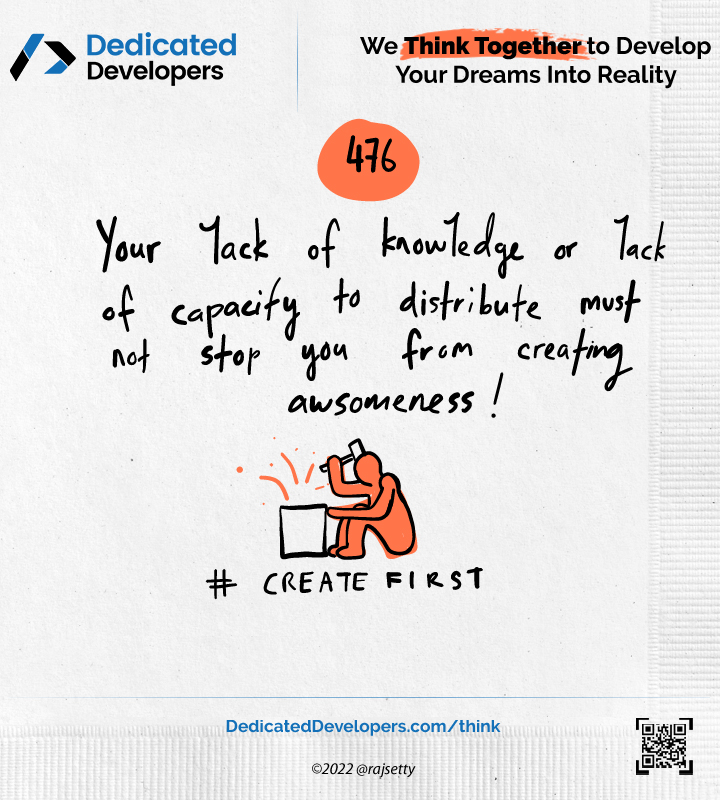 Dedicated
Developers
We Think Together to Develop
Your Dreams Into Reality
476
Your lack of knowledge or lack
of capacity to distribute must
not stop you from creating
awsomeness!
# CREATE FIRST
DedicatedDevelopers.com/think
©2022 @rajsetty